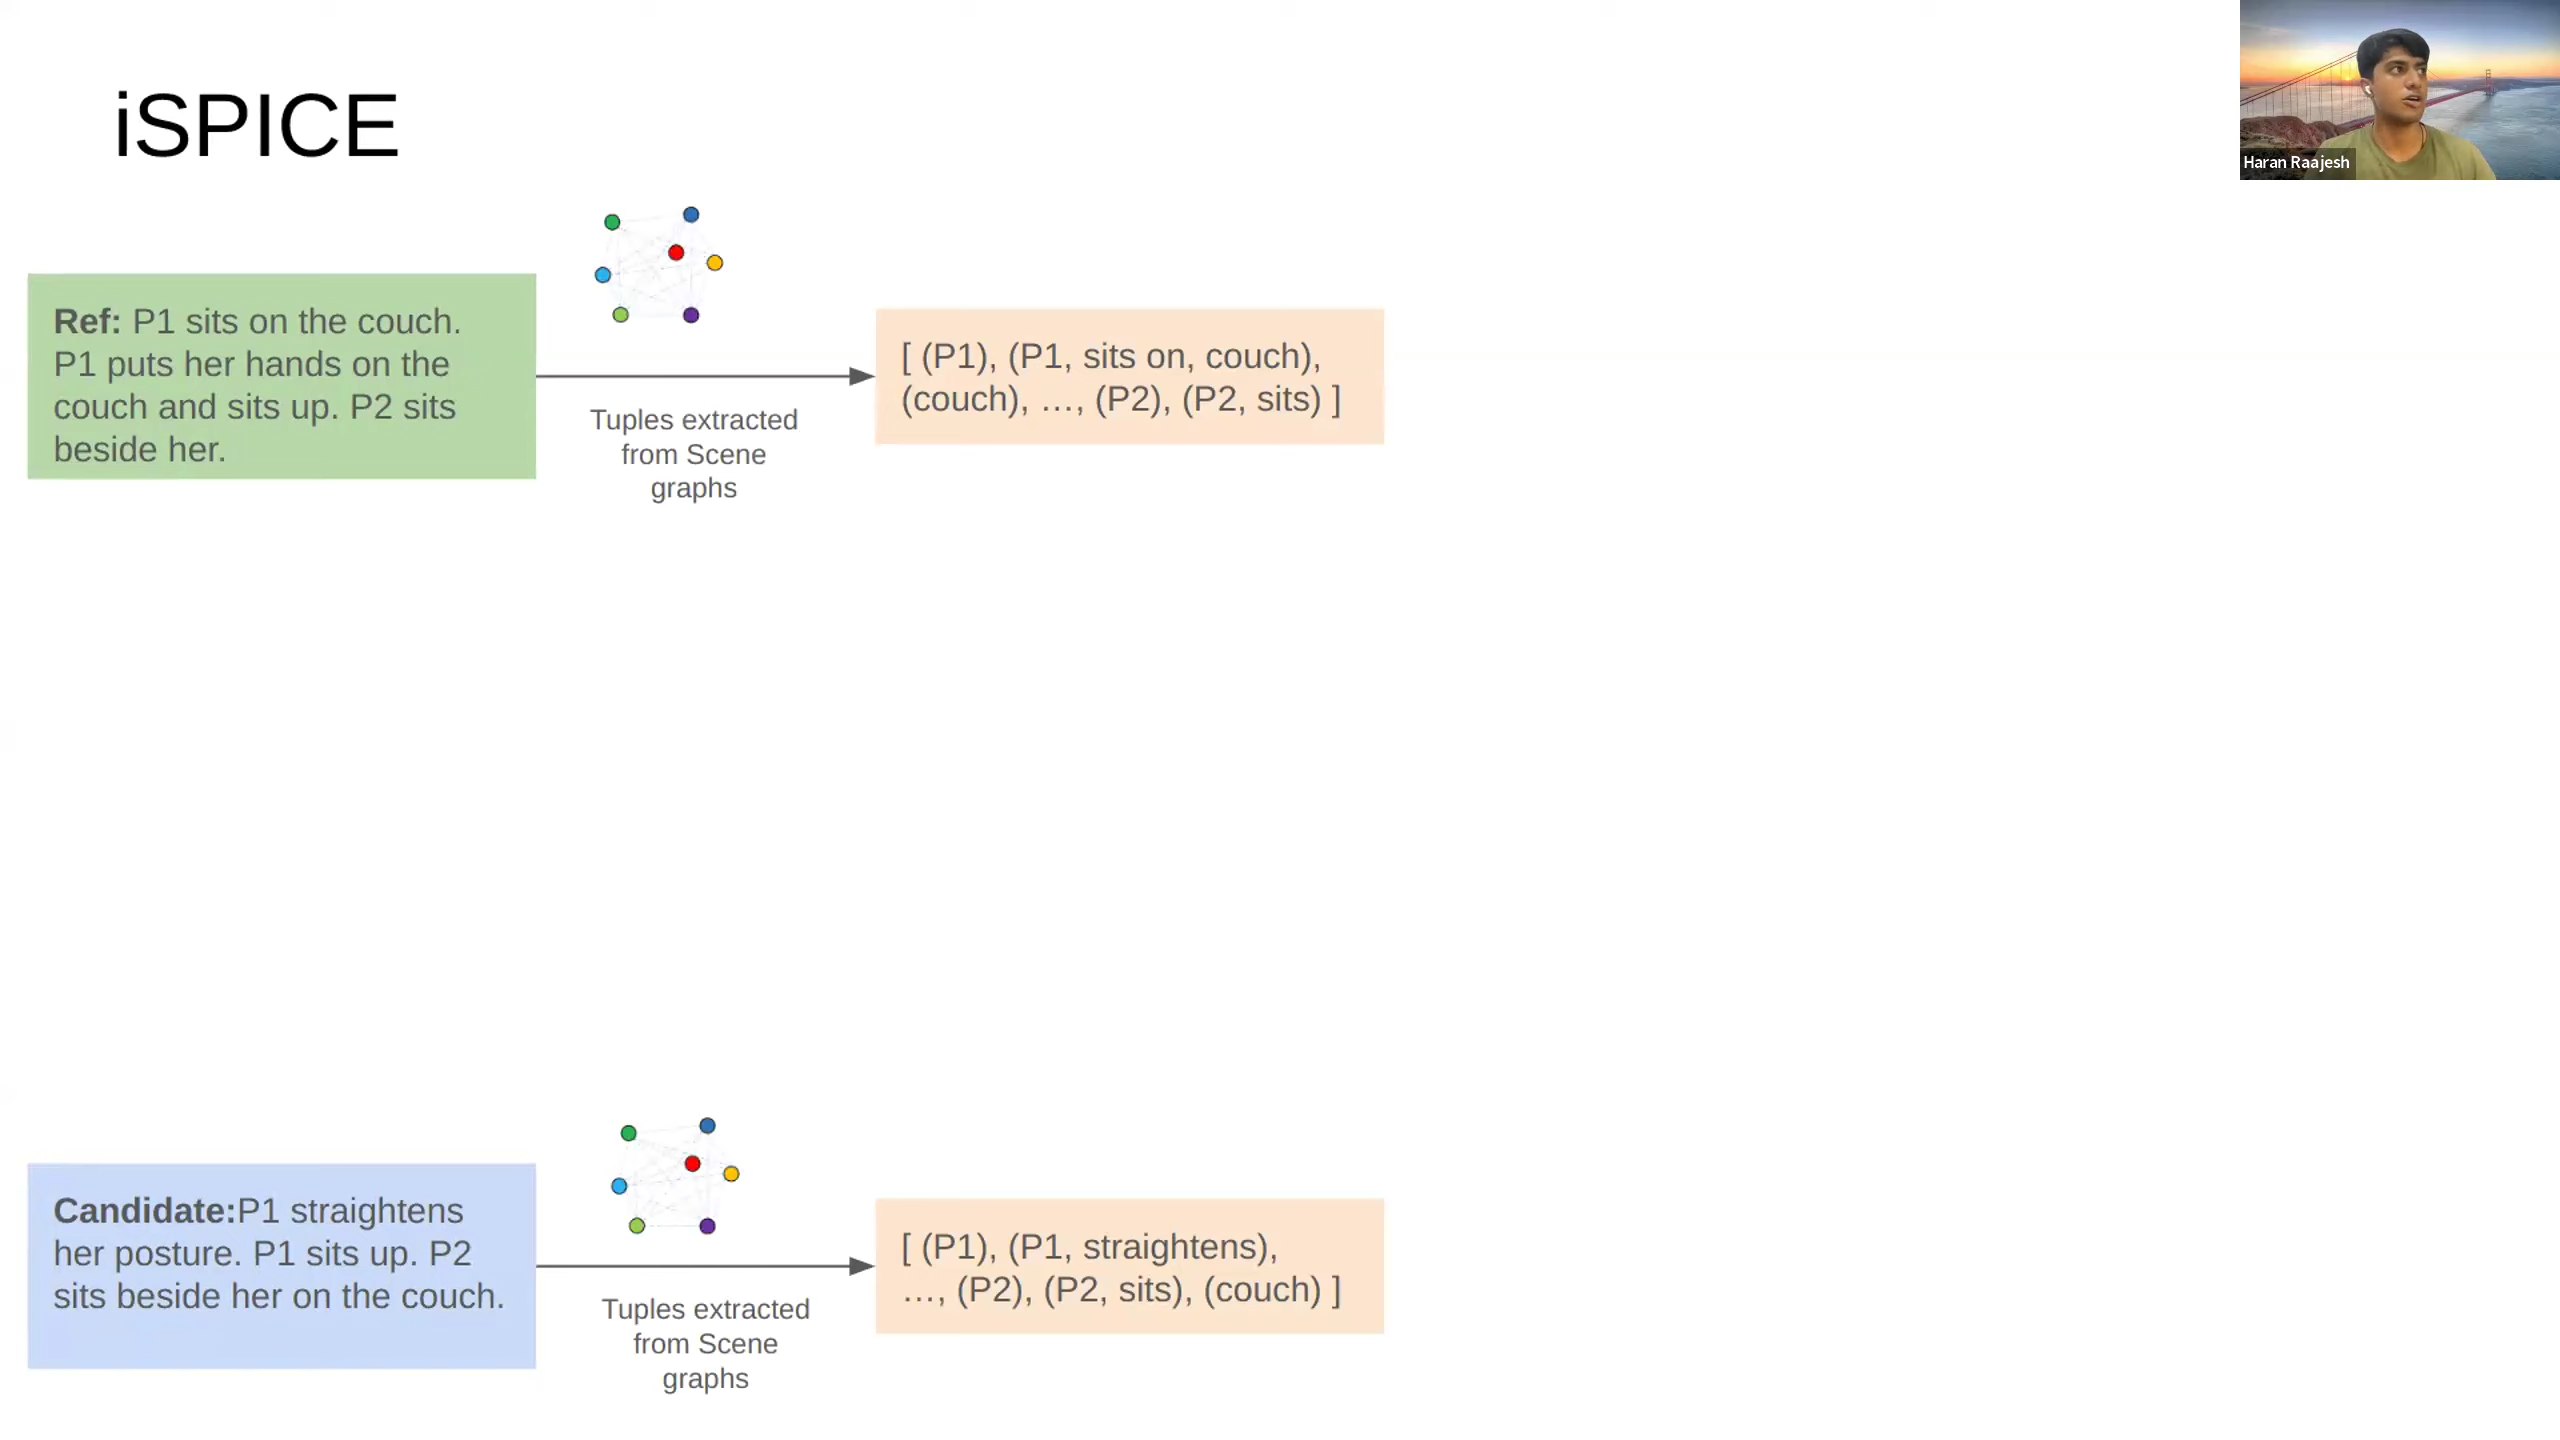 iSPICE
Haran Raajesh
Ref: P1 sits on the couch.
P1 puts her hands on the
couch and sits up. P2 sits
beside her.
Tuples extracted
from Scene
graphs
[ (P1), (P1, sits on, couch),
(couch), …, (P2), (P2, sits) ]
Candidate:P1 straightens
her posture. P1 sits up. P2
sits beside her on the couch.
Tuples extracted
from Scene
graphs
[ (P1), (P1, straightens),
…, (P2), (P2, sits), (couch) ]